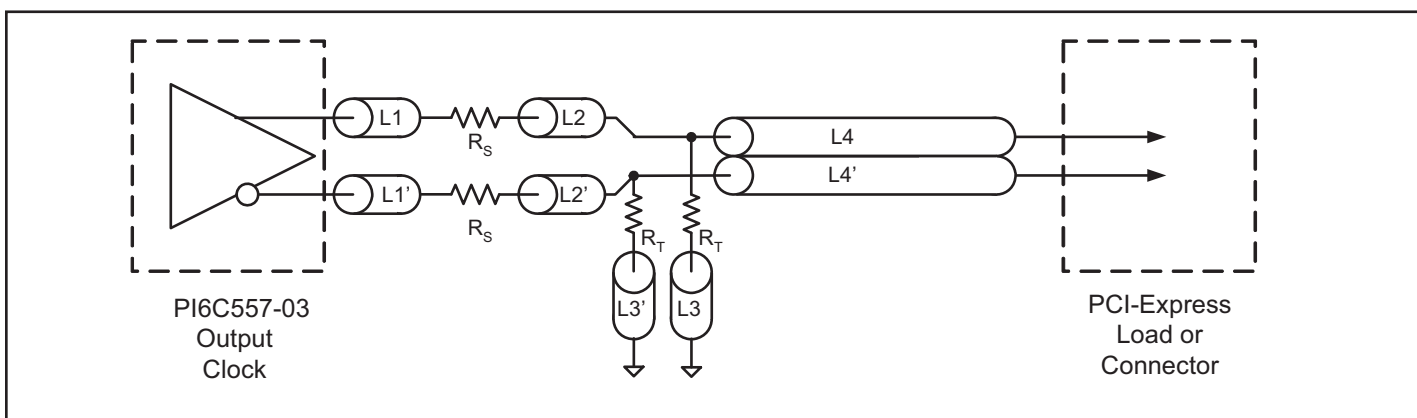 L1
R_S
L2
L4
L1’
R_S
L2’
L4’
R_T
R_T
L3’
L3
PI6C557-03
Output
Clock
PCI-Express
Load or
Connector